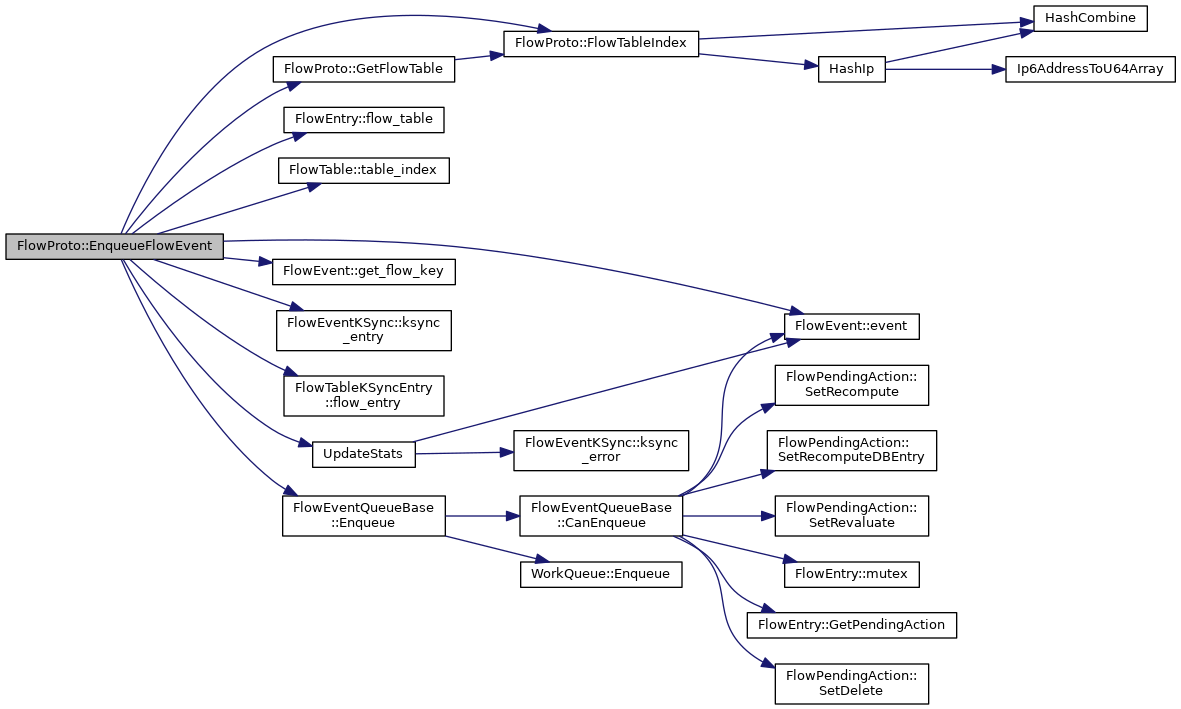 HashCombine
FlowProto::FlowTableIndex
FlowProto::GetFlowTable
HashIp
Ip6AddressToU64Array
FlowEntry::flow_table
FlowTable::table_index
FlowProto::EnqueueFlowEvent
FlowEvent::get_flow_key
FlowEventKSync::ksync
_entry
FlowEvent::event
FlowTableKSyncEntry
::flow_entry
FlowPendingAction::
SetRecompute
UpdateStats
FlowEventKSync::ksync
_error
FlowPendingAction::
SetRecomputeDBEntry
FlowEventQueueBase
::Enqueue
FlowEventQueueBase
::CanEnqueue
FlowPendingAction::
SetRevaluate
WorkQueue::Enqueue
FlowEntry::mutex
FlowEntry::GetPendingAction
FlowPendingAction::
SetDelete